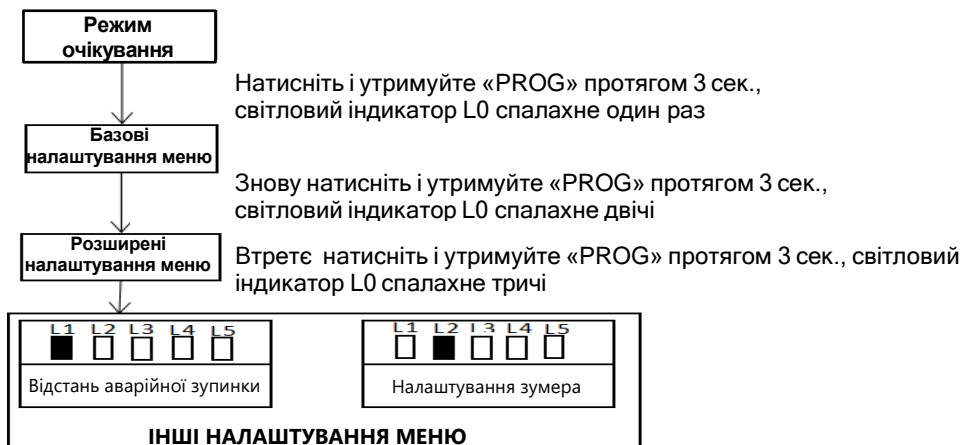 Режим
очікування
Натисніть і утримуйте «PROG» протягом 3 сек.,
світловий індикатор L0 спалахне один раз
Базові
налаштування меню
Знову натисніть і утримуйте «PROG» протягом 3 сек.,
світловий індикатор L0 спалахне двічі
Розширені
налаштування меню
Втретє натисніть і утримуйте «PROG» протягом 3 сек., світловий
індикатор L0 спалахне тричі
L1 L2 L3 L4 L5
Відстань аварійної зупинки
L1 L2 L3 L4 L5
Налаштування зумера
ІНШІ НАЛАШТУВАННЯ МЕНЮ